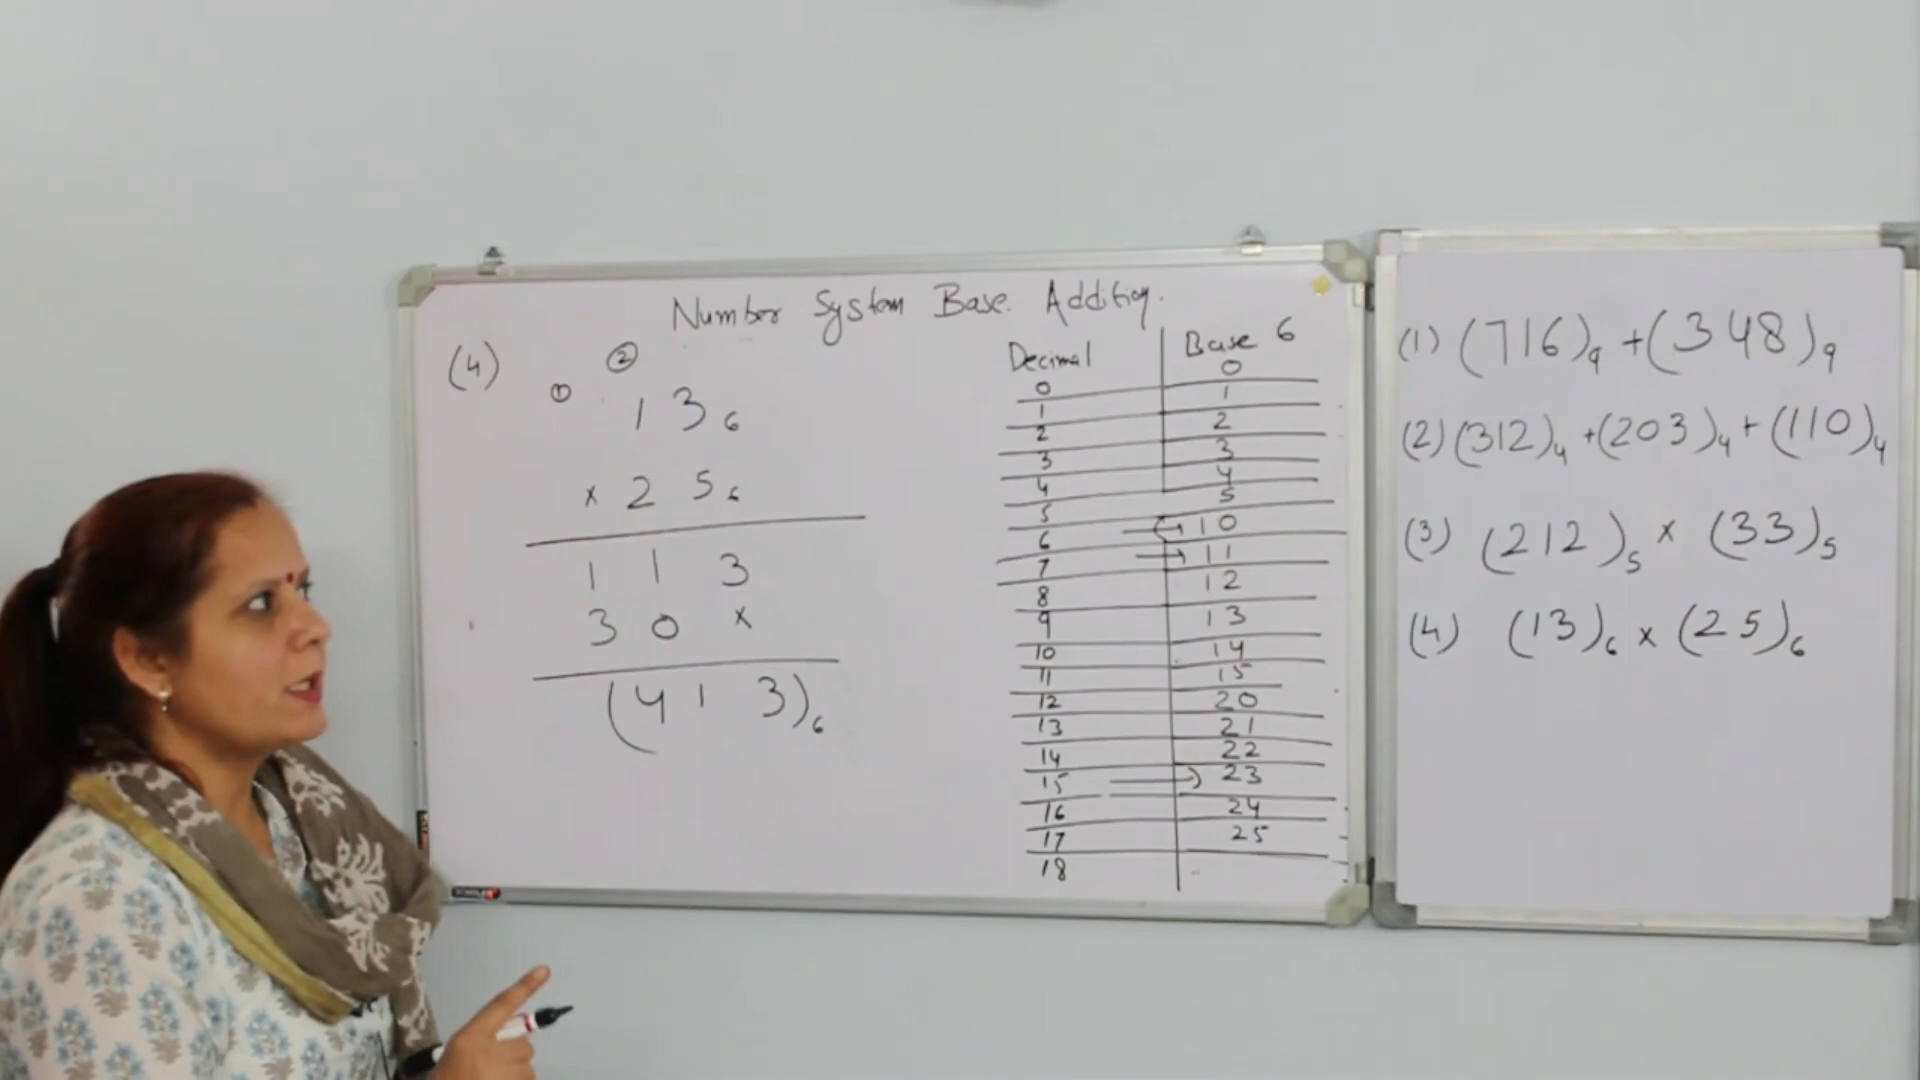 Number System Base. Addition.
(4)
②
①
1 3 6
× 2 5 6
1 1 3
3 0 ×
(4 1 3)6
Decimal Base 6
0 0
1 1
2 2
3 3
4 4
5 5
6 → 10
7 → 11
8 12
9 13
10 14
11 15
12 20
13 21
14 22
15 → 23
16 24
17 25
18
(1) (716)9 + (348)9
(2) (312)4 + (203)4 + (110)4
(3) (212)5 × (33)5
(4) (13)6 × (25)6